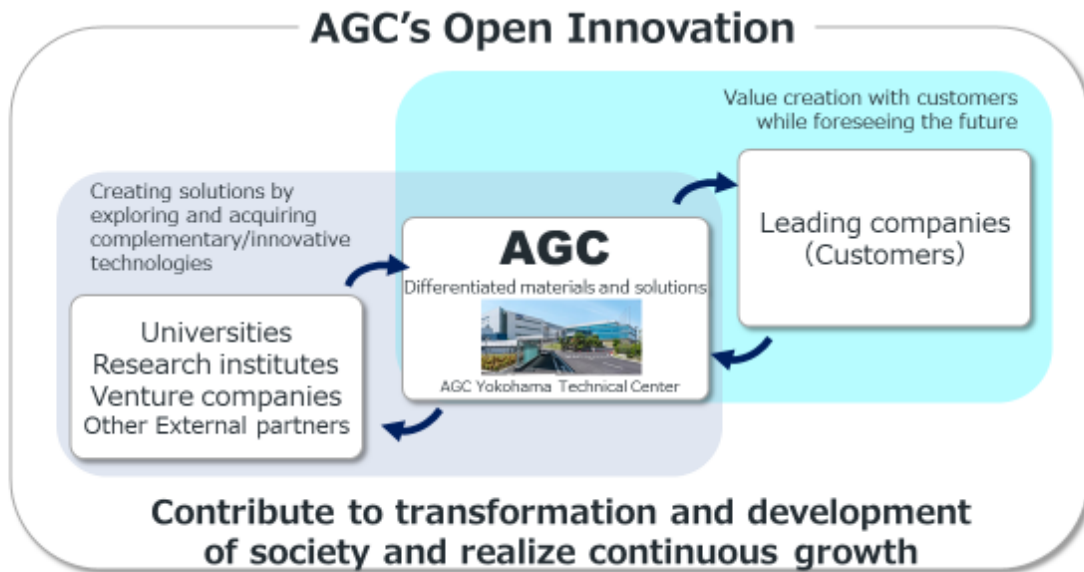 AGC's Open Innovation
Value creation with customers
while foreseeing the future
Creating solutions by
exploring and acquiring
complementary/innovative
technologies
Universities
Research institutes
Venture companies
Other External partners
AGC
Differentiated materials and solutions
AGC Yokohama Technical Center
Leading companies
(Customers)
Contribute to transformation and development
of society and realize continuous growth